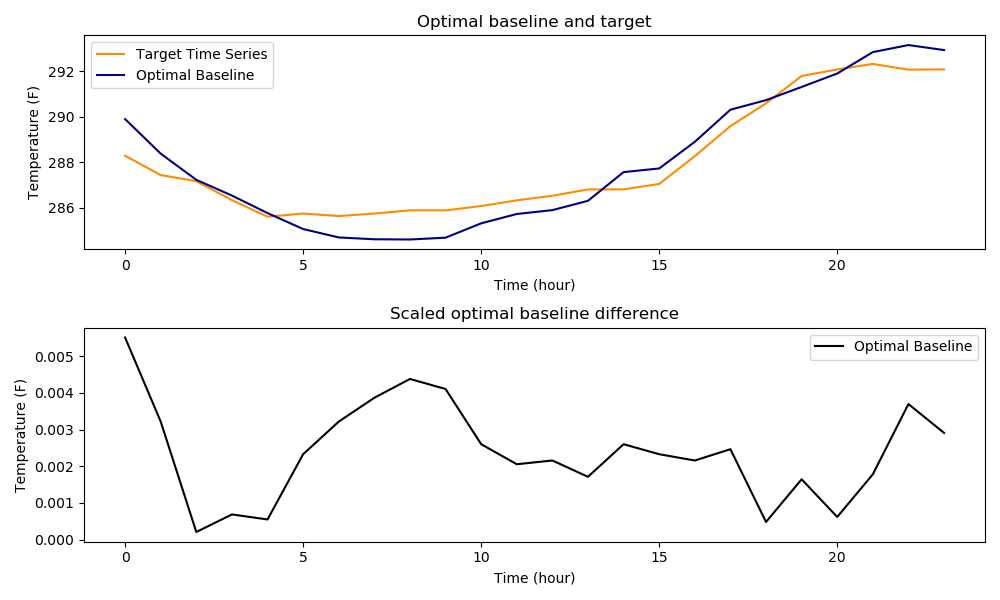 Optimal baseline and target
Target Time Series
Optimal Baseline
Temperature (F)
292
290
288
286
0 5 10 15 20
Time (hour)
Scaled optimal baseline difference
Optimal Baseline
Temperature (F)
0.005
0.004
0.003
0.002
0.001
0.000
0 5 10 15 20
Time (hour)